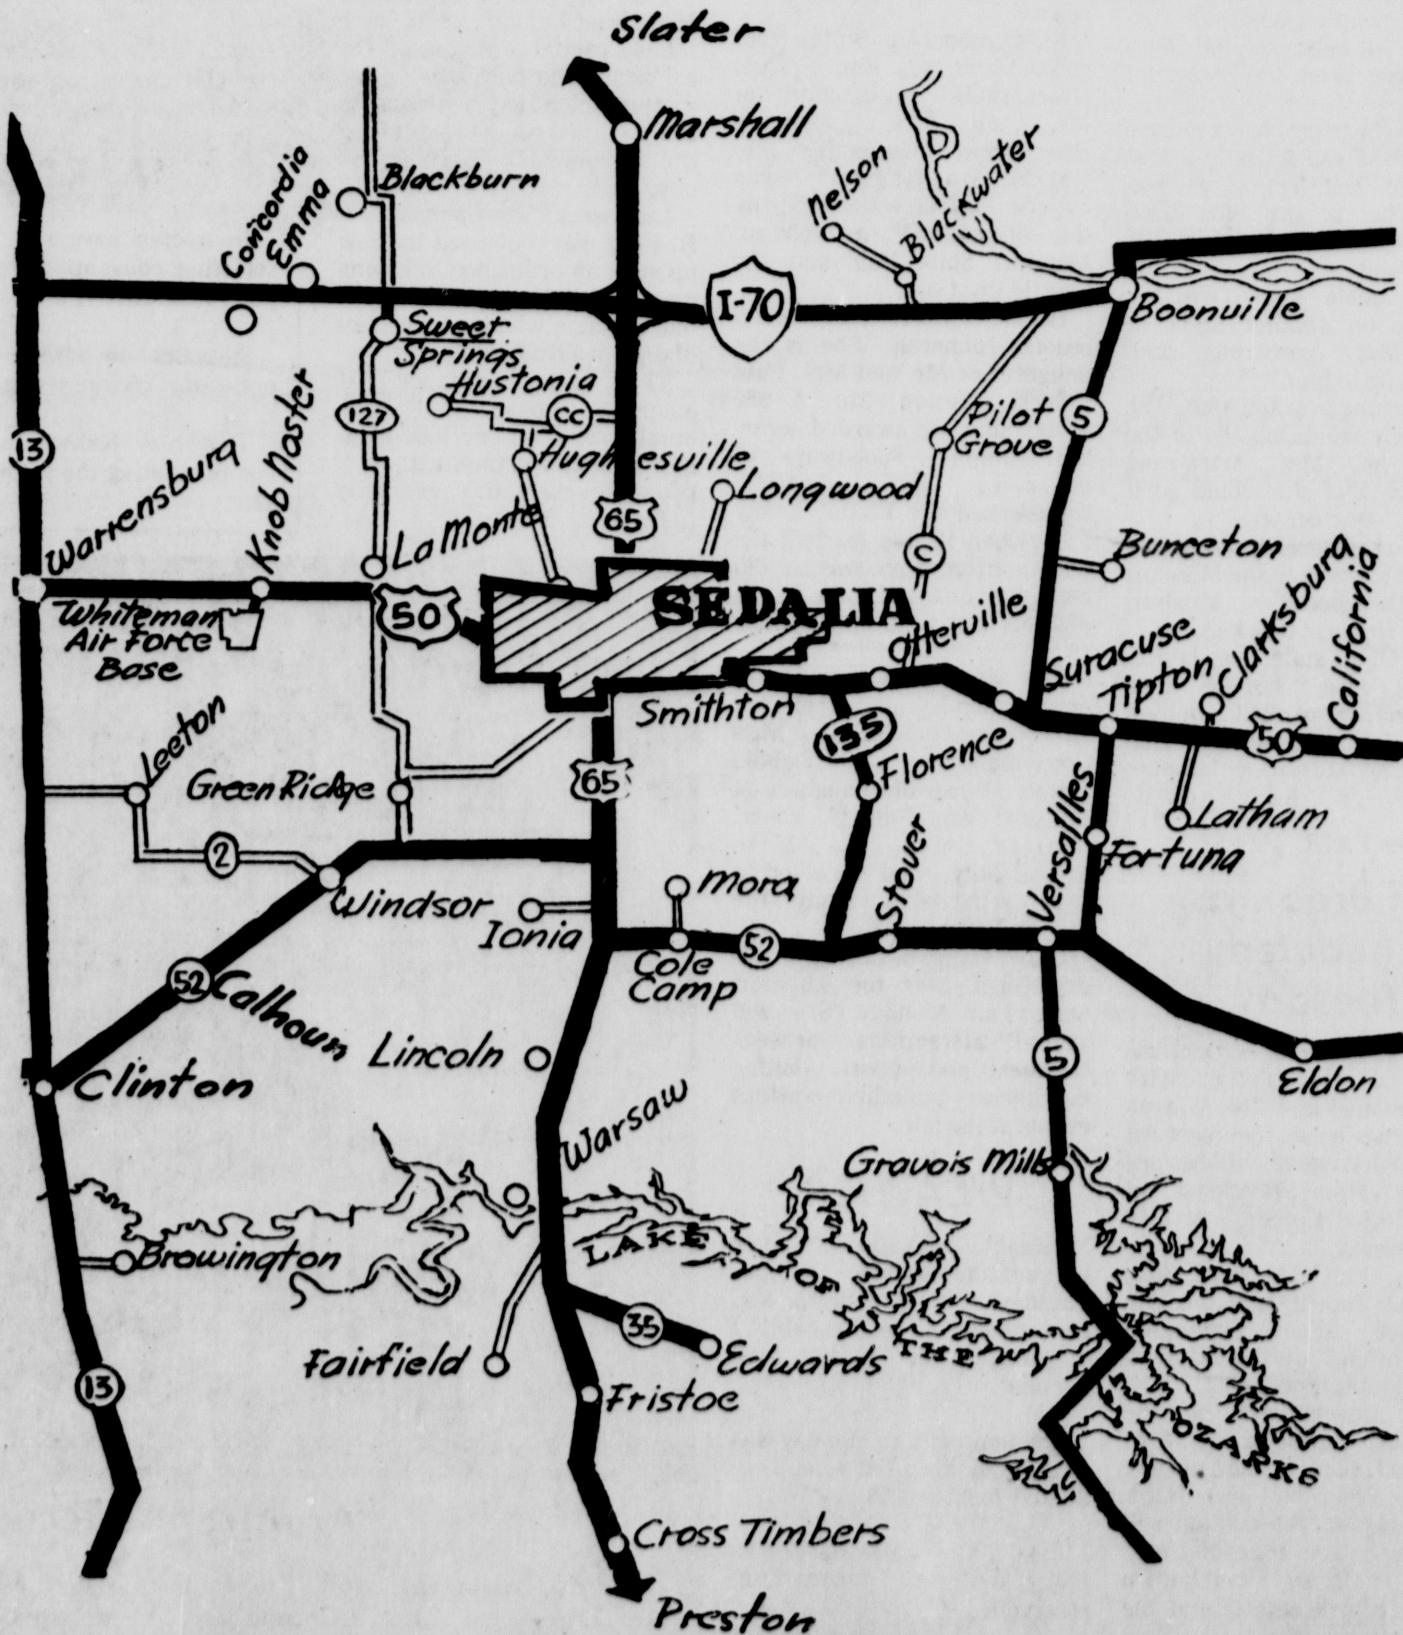 Slater
Marshall
Concordia
Emma
Blackburn
Nelson
Blackwater
I-70
Boonville
Sweet
Springs
Hustonia
CC
127
13
Warrensburg
Knob Noster
Hughesville
Longwood
Pilot
Grove
5
65
La Monte
C
Bunceton
Clarksburg
California
Whiteman
Air Force
Base
50
SEDALIA
Otterville
Suracuse
Tipton
Smithton
135
Florence
50
Leeton
Green Ridge
65
Latham
2
Windsor
Ionia
Mora
Stover
Versailles
Fortuna
52
Cole
Camp
52
Calhoun
Lincoln
Clinton
5
Eldon
Warsaw
Gravois Mills
Browington
LAKE
OF
THE
OZARKS
35
Edwards
Fairfield
Fristoe
13
Cross Timbers
Preston